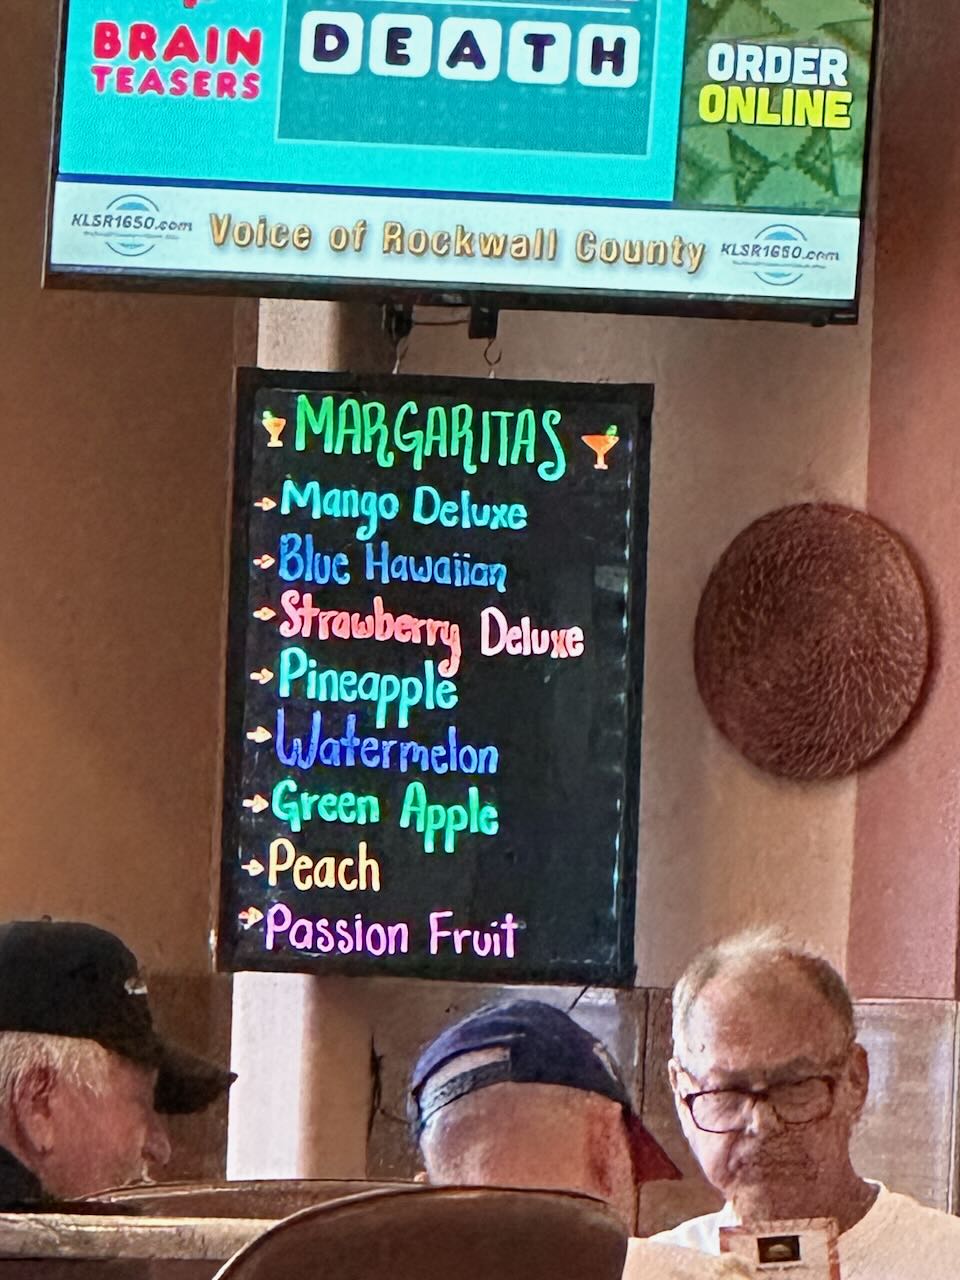 BRAIN
TEASERS
DEATH
ORDER
ONLINE
KLSR1650.com
Voice of Rockwall County
KLSR1650.com
MARGARITAS
Mango Deluxe
Blue Hawaiian
Strawberry Deluxe
Pineapple
Watermelon
Green Apple
Peach
Passion Fruit